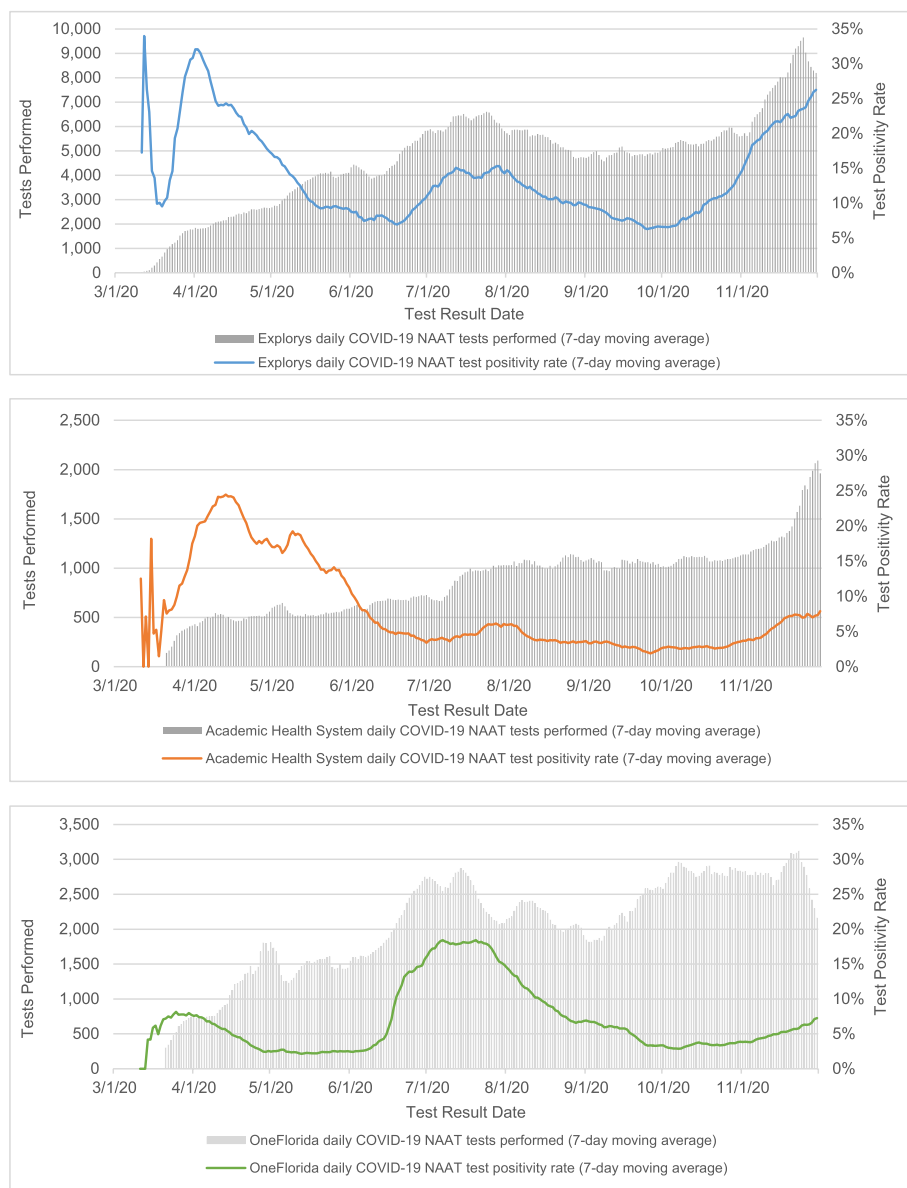 10,000
9,000
8,000
7,000
6,000
5,000
4,000
3,000
2,000
1,000
0
Tests Performed
35%
30%
25%
20%
15%
10%
5%
0%
Test Positivity Rate
3/1/20 4/1/20 5/1/20 6/1/20 7/1/20 8/1/20 9/1/20 10/1/20 11/1/20
Test Result Date
Explorys daily COVID-19 NAAT tests performed (7-day moving average)
Explorys daily COVID-19 NAAT test positivity rate (7-day moving average)
2,500
2,000
1,500
1,000
500
0
Tests Performed
35%
30%
25%
20%
15%
10%
5%
0%
Test Positivity Rate
3/1/20 4/1/20 5/1/20 6/1/20 7/1/20 8/1/20 9/1/20 10/1/20 11/1/20
Test Result Date
Academic Health System daily COVID-19 NAAT tests performed (7-day moving average)
Academic Health System daily COVID-19 NAAT test positivity rate (7-day moving average)
3,500
3,000
2,500
2,000
1,500
1,000
500
0
Tests Performed
35%
30%
25%
20%
15%
10%
5%
0%
Test Positivity Rate
3/1/20 4/1/20 5/1/20 6/1/20 7/1/20 8/1/20 9/1/20 10/1/20 11/1/20
Test Result Date
OneFlorida daily COVID-19 NAAT tests performed (7-day moving average)
OneFlorida daily COVID-19 NAAT test positivity rate (7-day moving average)